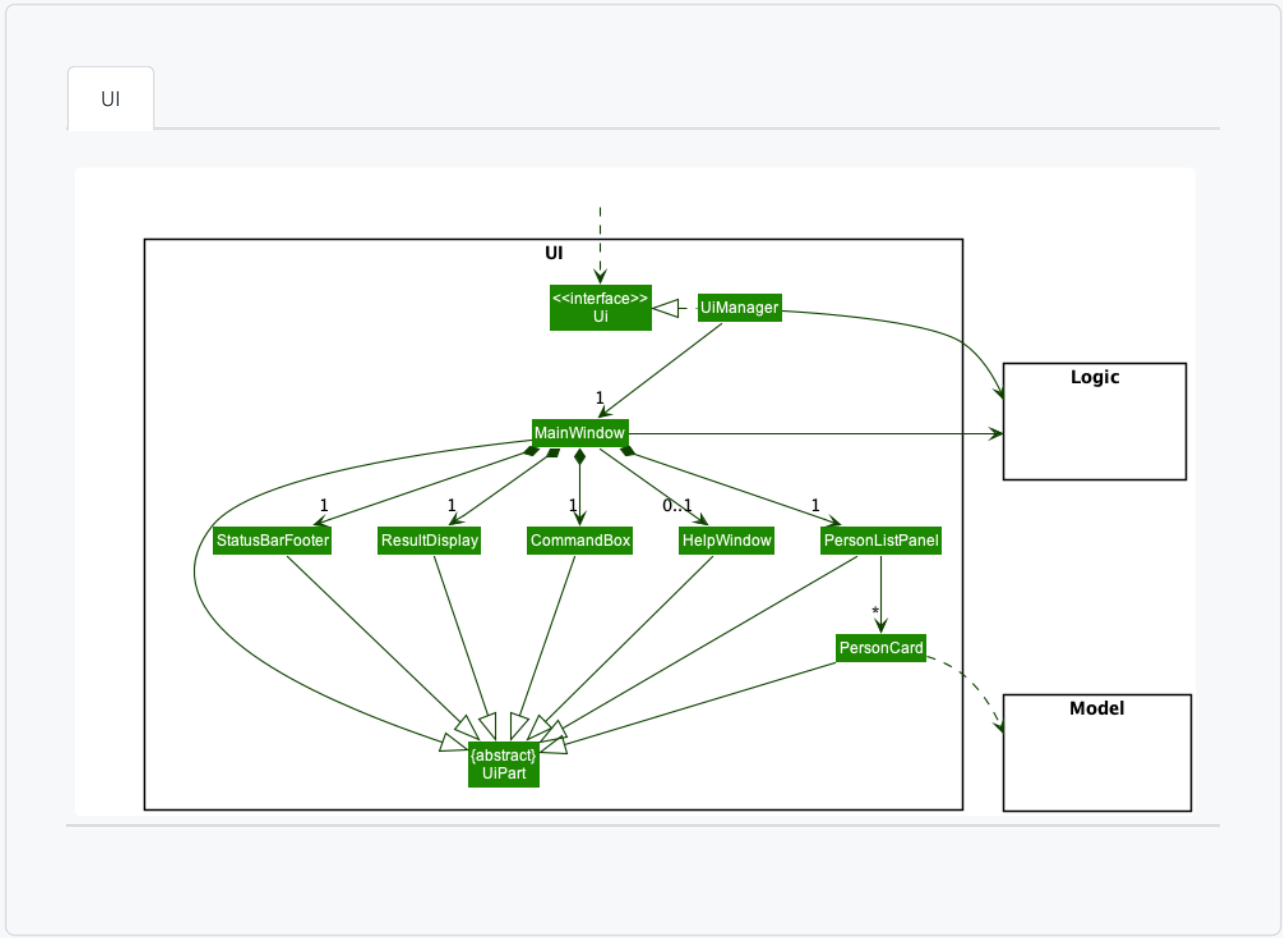 UI
UI
<<interface>>
Ui
UiManager
Logic
1
MainWindow
1
1
1
0..1
1
StatusBarFooter
ResultDisplay
CommandBox
HelpWindow
PersonListPanel
*
PersonCard
Model
{abstract}
UiPart